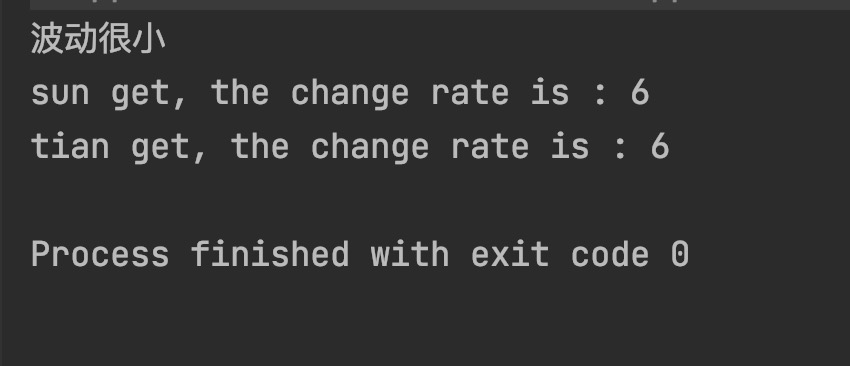 波动很小
sun get, the change rate is : 6
tian get, the change rate is : 6
Process finished with exit code 0